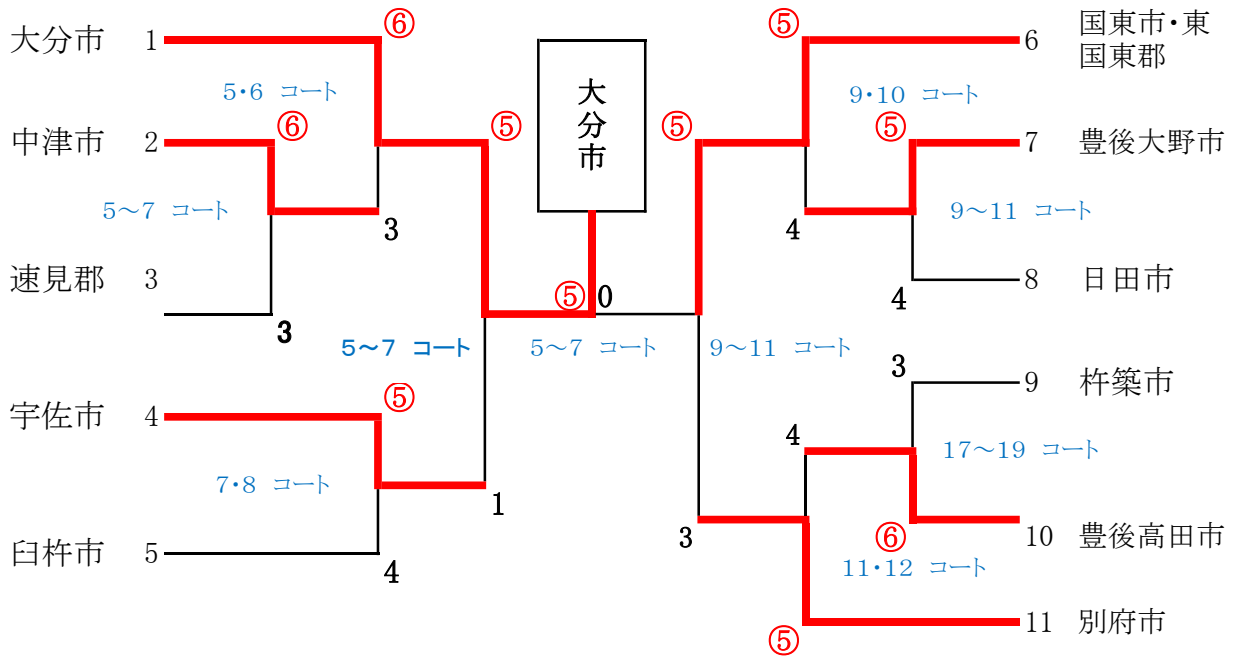 大分市 1
⑥
5・6 コート
中津市 2
⑥
5～7 コート
3
速見郡 3
3
⑤
5～7 コート
宇佐市 4
⑤
7・8 コート
1
臼杵市 5
4
大分市
⑤ 0
5～7 コート
⑤
6 国東市・東
国東郡
9・10 コート
⑤
⑤
7 豊後大野市
4
9～11 コート
8 日田市
4
9～11 コート
3
9 杵築市
4
17～19 コート
3
⑥
10 豊後高田市
11・12 コート
⑤
11 別府市